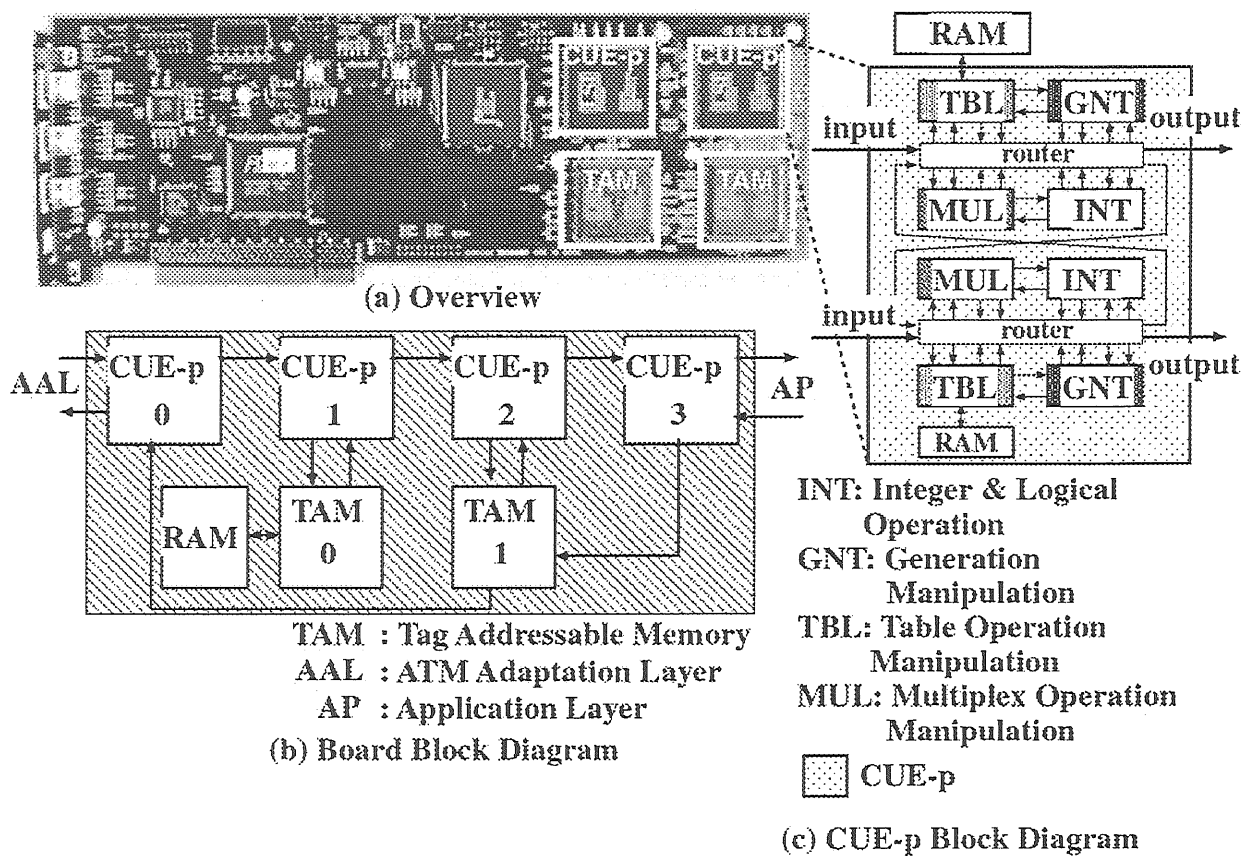 CUE-p
CUE-p
TAM
TAM
(a) Overview
AAL
CUE-p
0
CUE-p
1
CUE-p
2
CUE-p
3
AP
RAM
TAM
0
TAM
1
TAM : Tag Addressable Memory
AAL : ATM Adaptation Layer
AP : Application Layer
(b) Board Block Diagram
RAM
TBL
GNT
input
output
router
MUL
INT
MUL
INT
input
router
output
TBL
GNT
RAM
INT: Integer & Logical
Operation
GNT: Generation
Manipulation
TBL: Table Operation
Manipulation
MUL: Multiplex Operation
Manipulation
CUE-p
(c) CUE-p Block Diagram